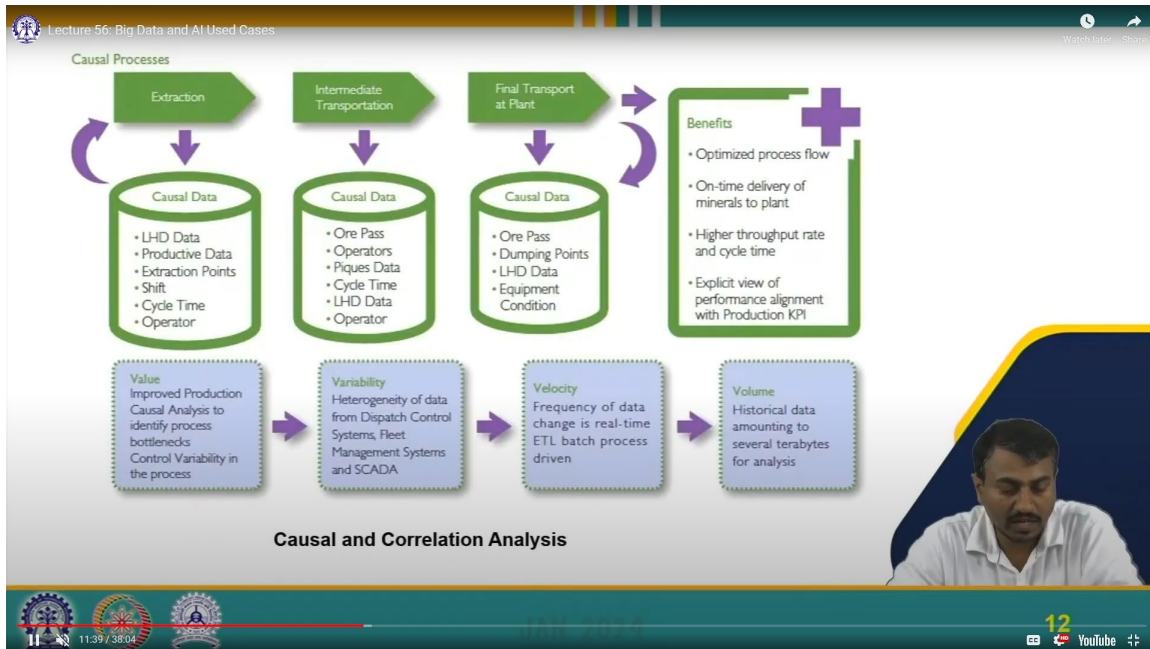 Lecture 56: Big Data and AI Used Cases
Watch later
Share
Causal Processes
Extraction
Intermediate
Transportation
Final Transport
at Plant
Causal Data
• LHD Data
• Productive Data
• Extraction Points
• Shift
• Cycle Time
• Operator
Causal Data
• Ore Pass
• Operators
• Piques Data
• Cycle Time
• LHD Data
• Operator
Causal Data
• Ore Pass
• Dumping Points
• LHD Data
• Equipment
Condition
Benefits
• Optimized process flow
• On-time delivery of
minerals to plant
• Higher throughput rate
and cycle time
• Explicit view of
performance alignment
with Production KPI
Value
Improved Production
Causal Analysis to
identify process
bottlenecks
Control Variability in
the process
Variability
Heterogeneity of data
from Dispatch Control
Systems, Fleet
Management Systems
and SCADA
Velocity
Frequency of data
change is real-time
ETL batch process
driven
Volume
Historical data
amounting to
several terabytes
for analysis
Causal and Correlation Analysis
JAN 2024
12
11:39 / 38:04
CC
HD
YouTube